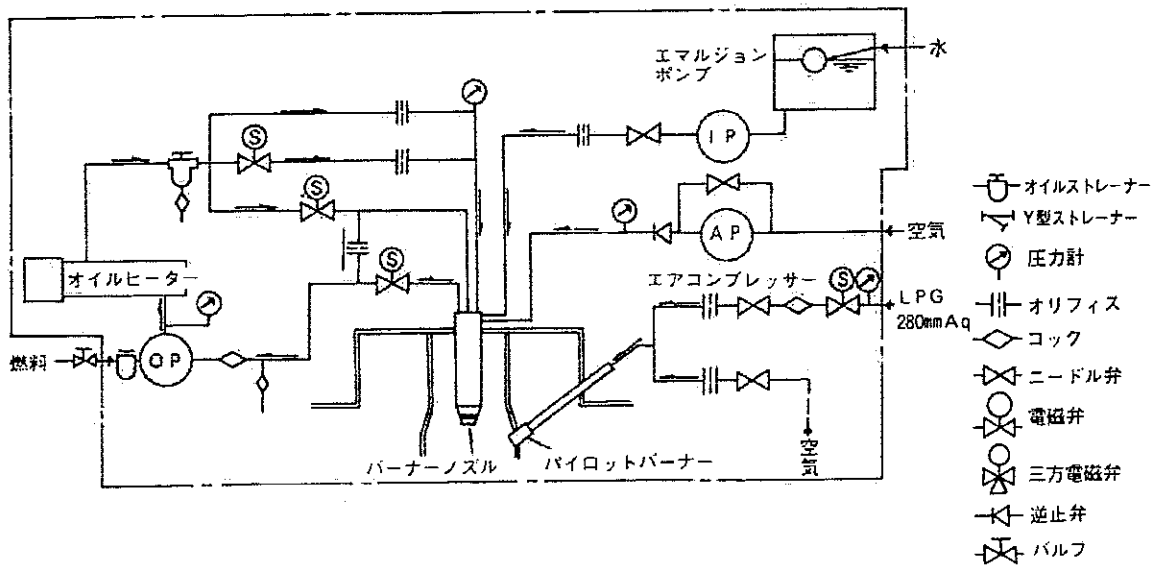 エマルジョン
ポンプ
水
IP
S
S
AP
空気
オイルヒーター
S
エアコンプレッサー
S
LPG
280mmAq
燃料
OP
バーナーノズル
パイロットバーナー
空気
オイルストレーナー
Y型ストレーナー
圧力計
オリフィス
コック
ニードル弁
電磁弁
三方電磁弁
逆止弁
バルブ